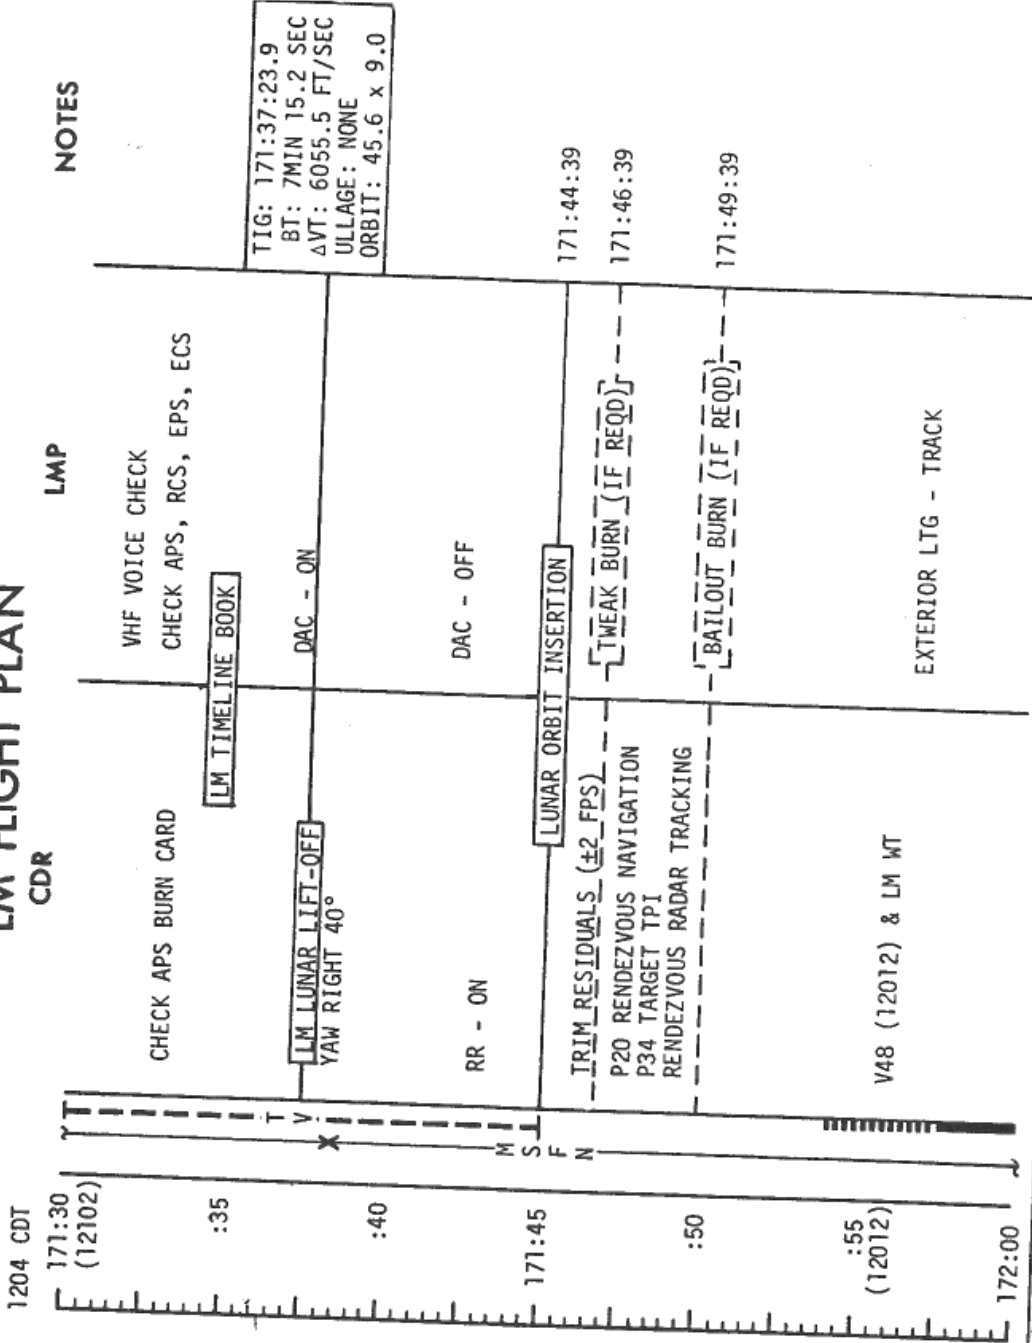 LM FLIGHT PLAN
CDR
LMP
NOTES
1204 CDT
171:30
(12102)
CHECK APS BURN CARD
VHF VOICE CHECK
CHECK APS, RCS, EPS, ECS
:35
LM TIMELINE BOOK
T V
LM LUNAR LIFT-OFF
YAW RIGHT 40°
DAC - ON
TIG: 171:37:23.9
BT: 7MIN 15.2 SEC
ΔVT: 6055.5 FT/SEC
ULLAGE: NONE
ORBIT: 45.6 x 9.0
:40
RR - ON
DAC - OFF
MSFN
171:45
LUNAR ORBIT INSERTION
171:44:39
TRIM RESIDUALS (±2 FPS)
TWEAK BURN (IF REQD)
171:46:39
P20 RENDEZVOUS NAVIGATION
P34 TARGET TPI
RENDEZVOUS RADAR TRACKING
:50
BAILOUT BURN (IF REQD)
171:49:39
:55
(12012)
V48 (12012) & LM WT
EXTERIOR LTG - TRACK
172:00